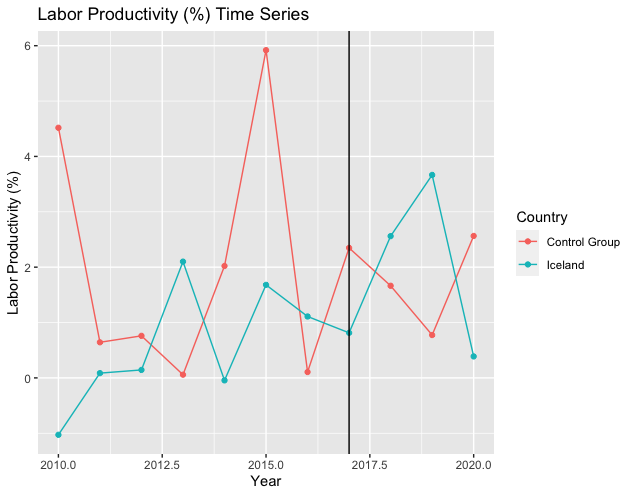 Labor Productivity (%) Time Series
6
4
2
0
Labor Productivity (%)
2010.0 2012.5 2015.0 2017.5 2020.0
Year
Country
Control Group
Iceland